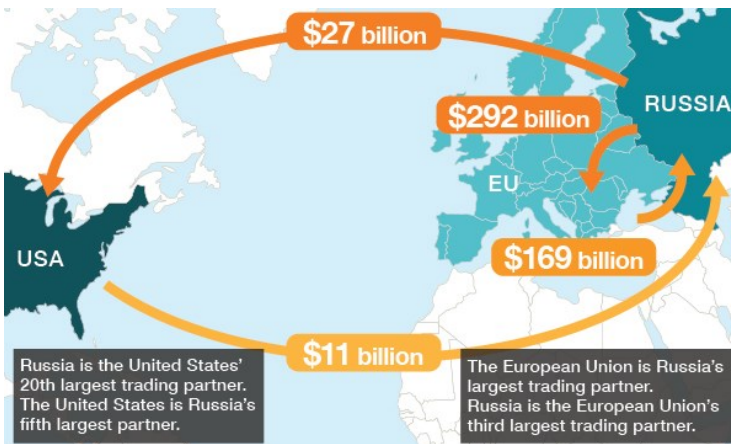 $27 billion
$292 billion
RUSSIA
EU
USA
$169 billion
$11 billion
Russia is the United States'
20th largest trading partner.
The United States is Russia's
fifth largest partner.
The European Union is Russia's
largest trading partner.
Russia is the European Union's
third largest trading partner.